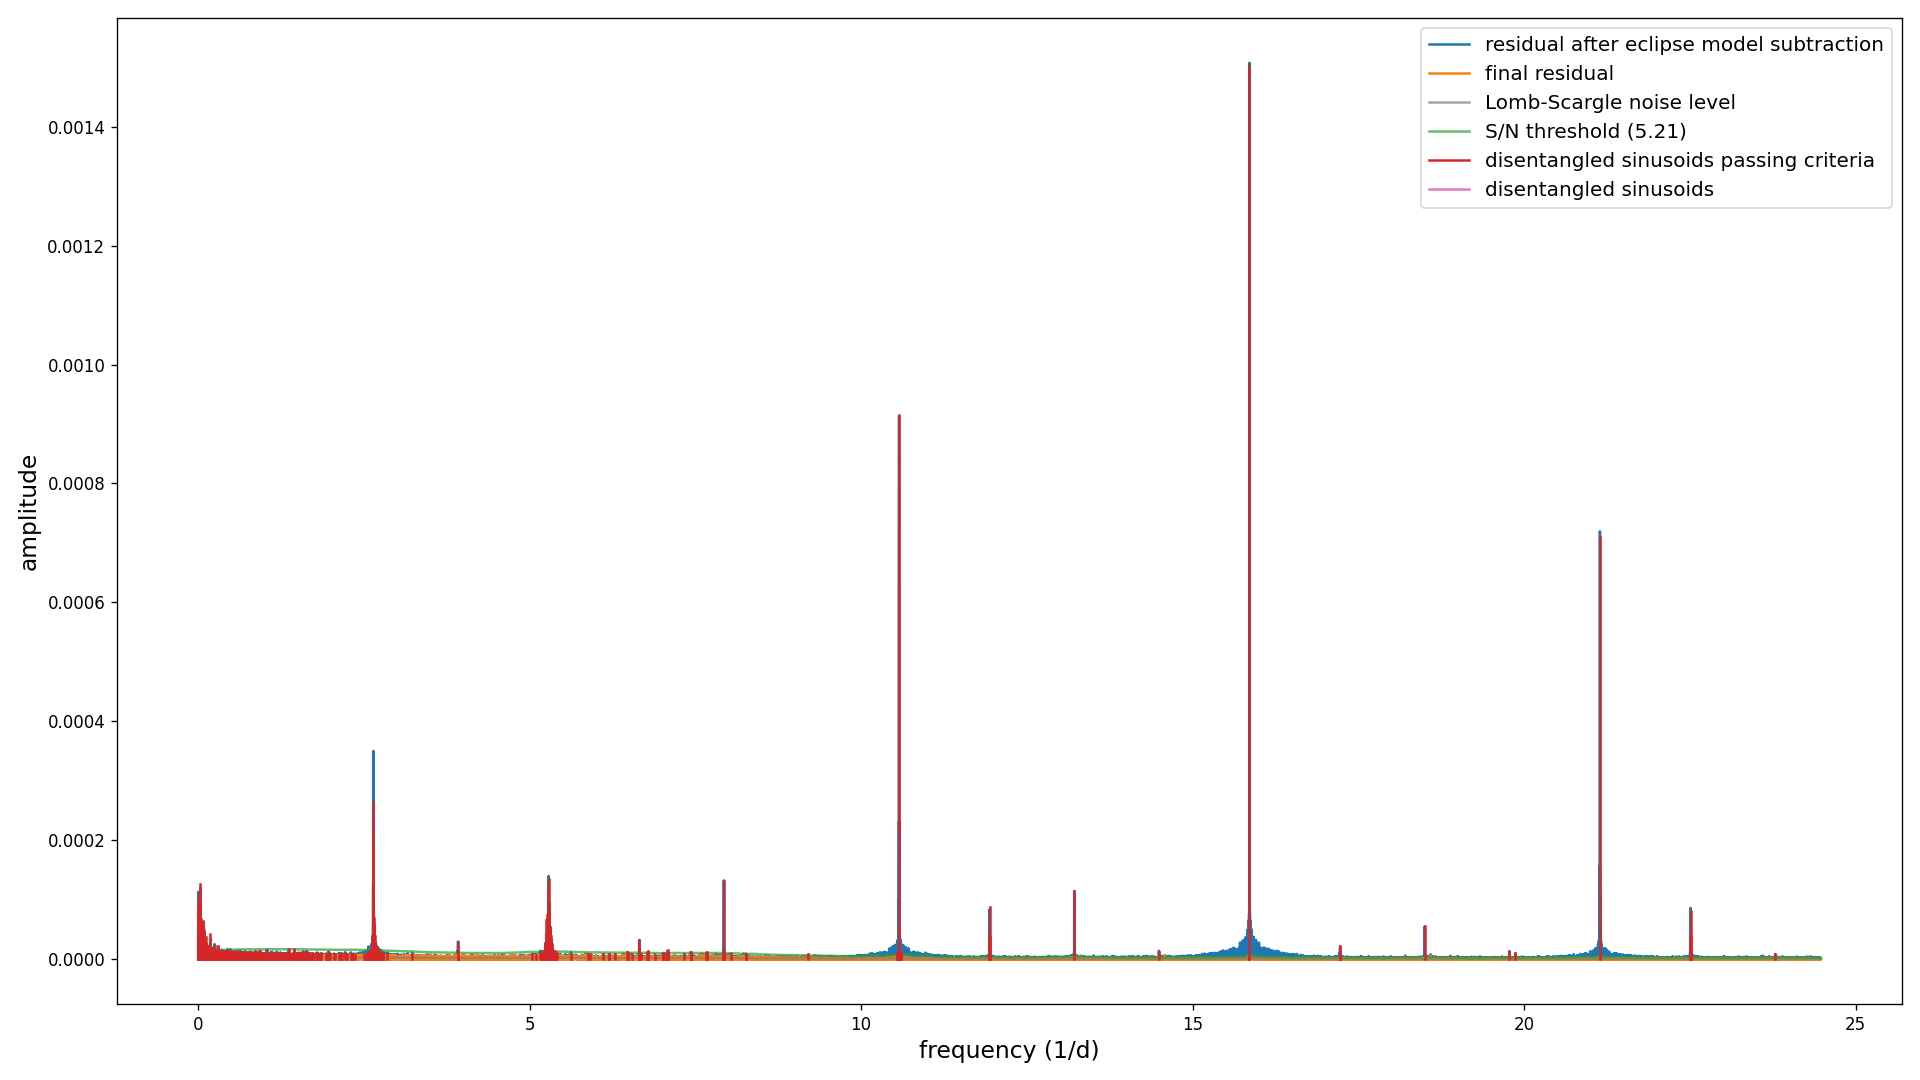 residual after eclipse model subtraction
final residual
Lomb-Scargle noise level
S/N threshold (5.21)
disentangled sinusoids passing criteria
disentangled sinusoids
0.0014
0.0012
0.0010
0.0008
0.0006
0.0004
0.0002
0.0000
amplitude
0 5 10 15 20 25
frequency (1/d)